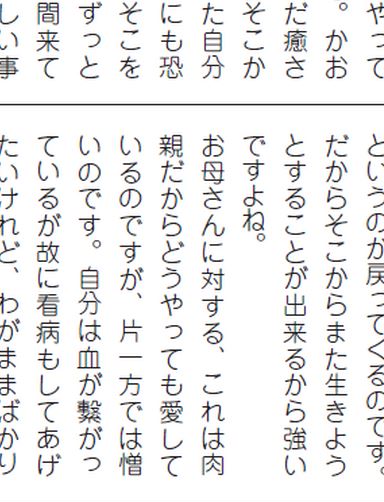 やって
。かお
だ癒さ
そこか
た自分
にも恐
そこを
ずっと
間来て
しい事
というのが戻ってくるのです。
だからそこからまた生きよう
とすることが出来るから強い
ですよね。
お母さんに対する、これは肉
親だからどうやっても愛して
いるのですが、片一方では憎
いのです。自分は血が繋がっ
ているが故に看病もしてあげ
たいけれど、わがままばかり